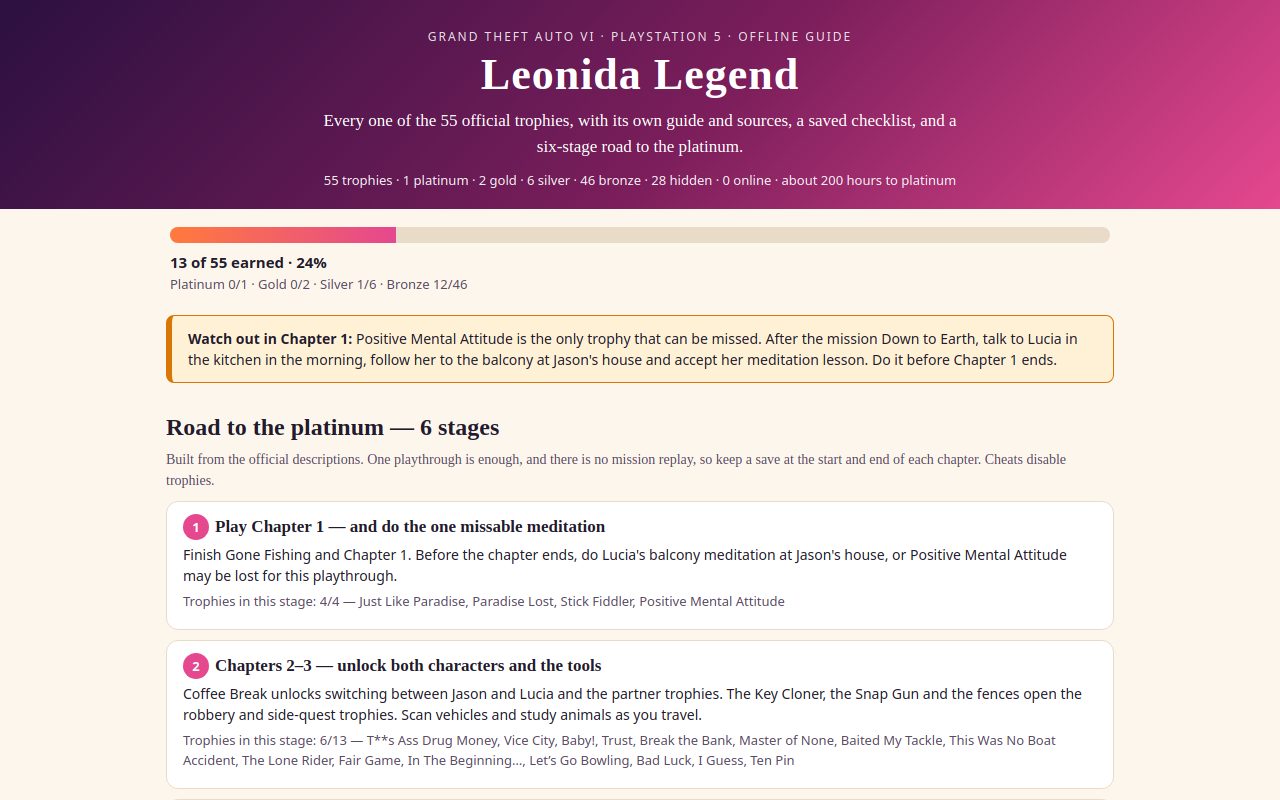 GRAND THEFT AUTO VI · PLAYSTATION 5 · OFFLINE GUIDE
Leonida Legend
Every one of the 55 official trophies, with its own guide and sources, a saved checklist, and a
six-stage road to the platinum.
55 trophies · 1 platinum · 2 gold · 6 silver · 46 bronze · 28 hidden · 0 online · about 200 hours to platinum
13 of 55 earned · 24%
Platinum 0/1 · Gold 0/2 · Silver 1/6 · Bronze 12/46
Watch out in Chapter 1: Positive Mental Attitude is the only trophy that can be missed. After the mission Down to Earth, talk to Lucia in
the kitchen in the morning, follow her to the balcony at Jason's house and accept her meditation lesson. Do it before Chapter 1 ends.
Road to the platinum — 6 stages
Built from the official descriptions. One playthrough is enough, and there is no mission replay, so keep a save at the start and end of each chapter. Cheats disable
trophies.
1 Play Chapter 1 — and do the one missable meditation
Finish Gone Fishing and Chapter 1. Before the chapter ends, do Lucia's balcony meditation at Jason's house, or Positive Mental Attitude
may be lost for this playthrough.
Trophies in this stage: 4/4 — Just Like Paradise, Paradise Lost, Stick Fiddler, Positive Mental Attitude
2 Chapters 2–3 — unlock both characters and the tools
Coffee Break unlocks switching between Jason and Lucia and the partner trophies. The Key Cloner, the Snap Gun and the fences open the
robbery and side-quest trophies. Scan vehicles and study animals as you travel.
Trophies in this stage: 6/13 — T**s Ass Drug Money, Vice City, Baby!, Trust, Break the Bank, Master of None, Baited My Tackle, This Was No Boat
Accident, The Lone Rider, Fair Game, In The Beginning..., Let’s Go Bowling, Bad Luck, I Guess, Ten Pin